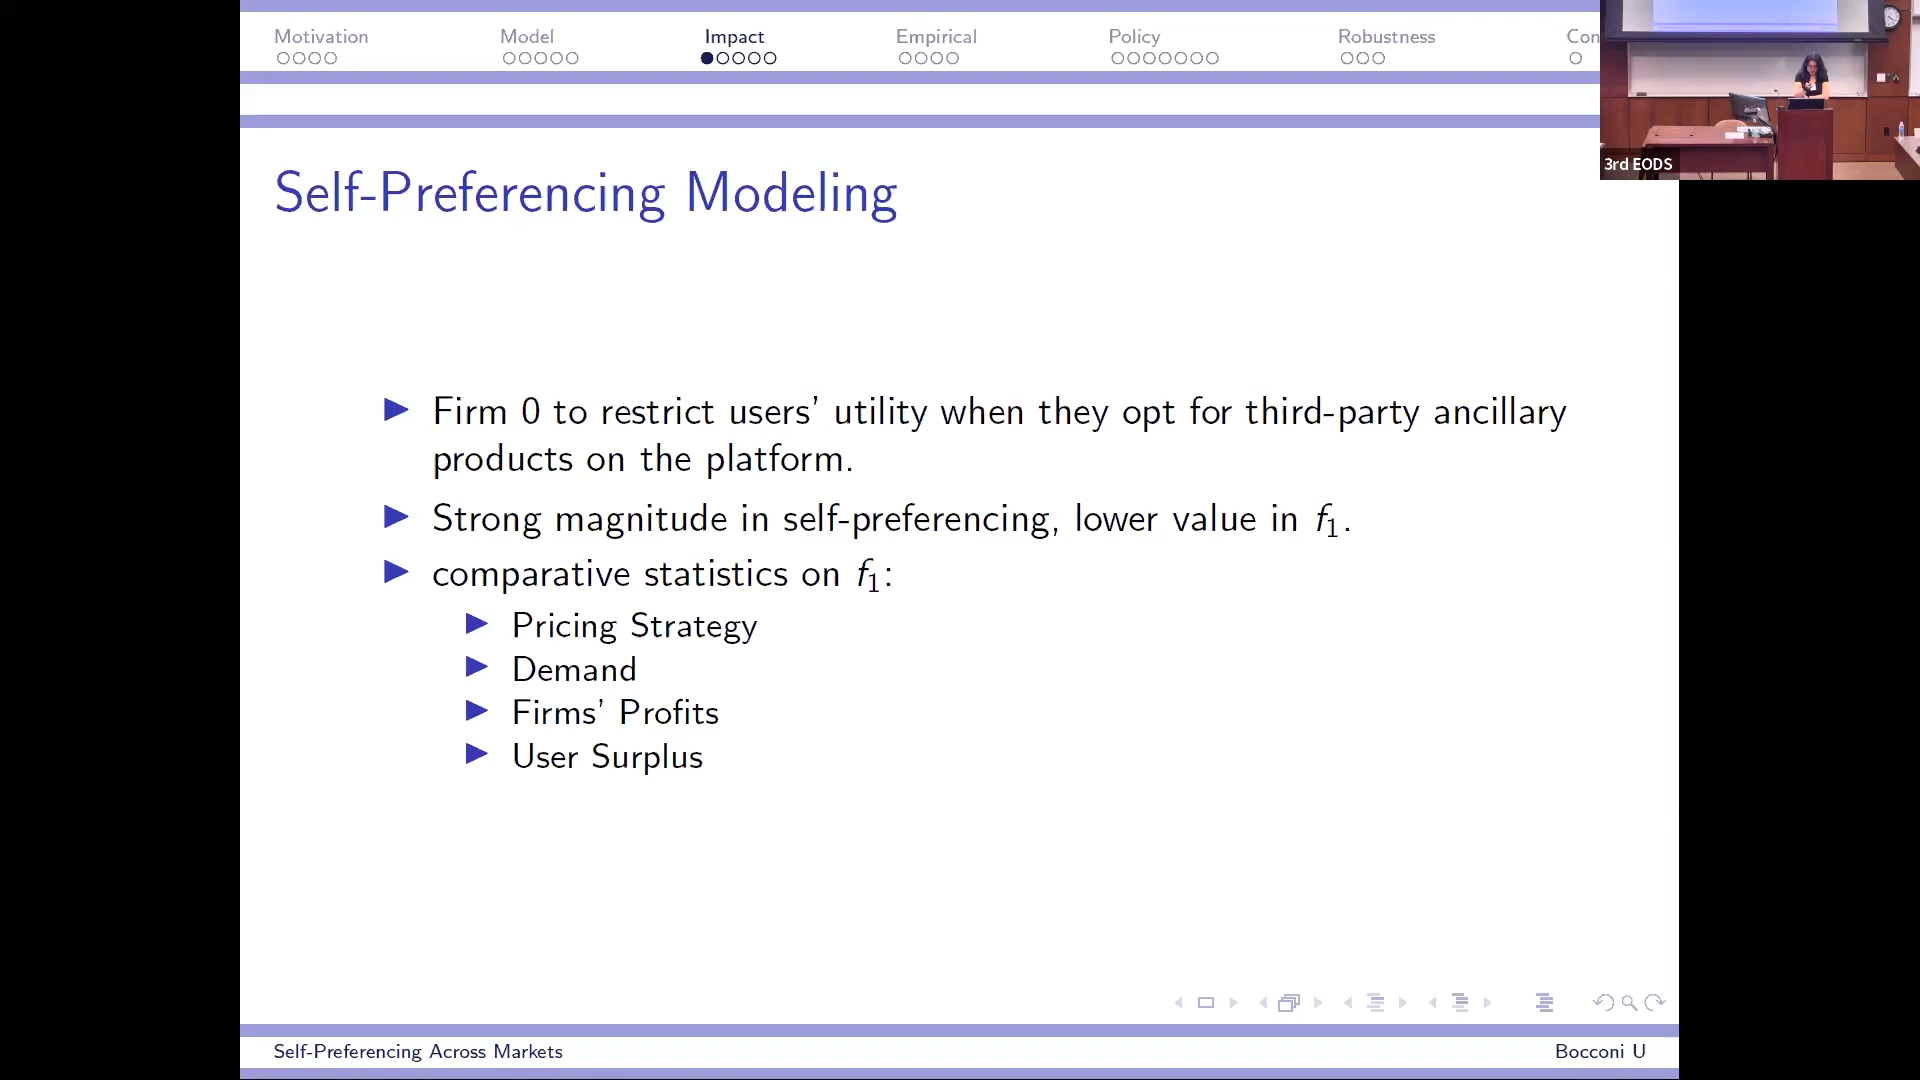 Motivation Model Impact Empirical Policy Robustness Con
3rd EODS
Self-Preferencing Modeling
Firm 0 to restrict users’ utility when they opt for third-party ancillary
products on the platform.
Strong magnitude in self-preferencing, lower value in f₁.
comparative statistics on f₁:
Pricing Strategy
Demand
Firms’ Profits
User Surplus
Self-Preferencing Across Markets Bocconi U